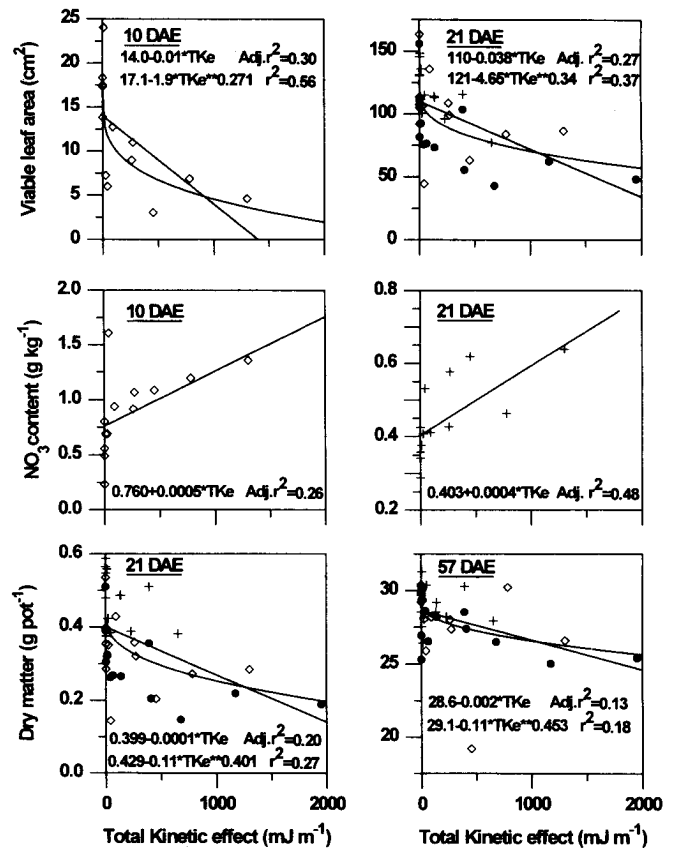 25
20
15
10
5
0
Viable leaf area (cm²)
10 DAE
14.0-0.01*TKe Adj.r²=0.30
17.1-1.9*TKe**0.271 r²=0.56
150
100
50
0
21 DAE
110-0.038*TKe Adj.r²=0.27
121-4.65*TKe**0.34 r²=0.37
2.0
1.5
1.0
0.5
0.0
NO₃content (g kg⁻¹)
10 DAE
0.760+0.0005*TKe Adj.r²=0.26
0.8
0.6
0.4
0.2
21 DAE
0.403+0.0004*TKe Adj. r²=0.48
0.6
0.4
0.2
0.0
Dry matter (g pot⁻¹)
21 DAE
0.399-0.0001*TKe Adj.r²=0.20
0.429-0.11*TKe**0.401 r²=0.27
0 1000 2000
Total Kinetic effect (mJ m⁻¹)
30
25
20
57 DAE
28.6-0.002*TKe Adj.r²=0.13
29.1-0.11*TKe**0.453 r²=0.18
0 1000 2000
Total Kinetic effect (mJ m⁻¹)